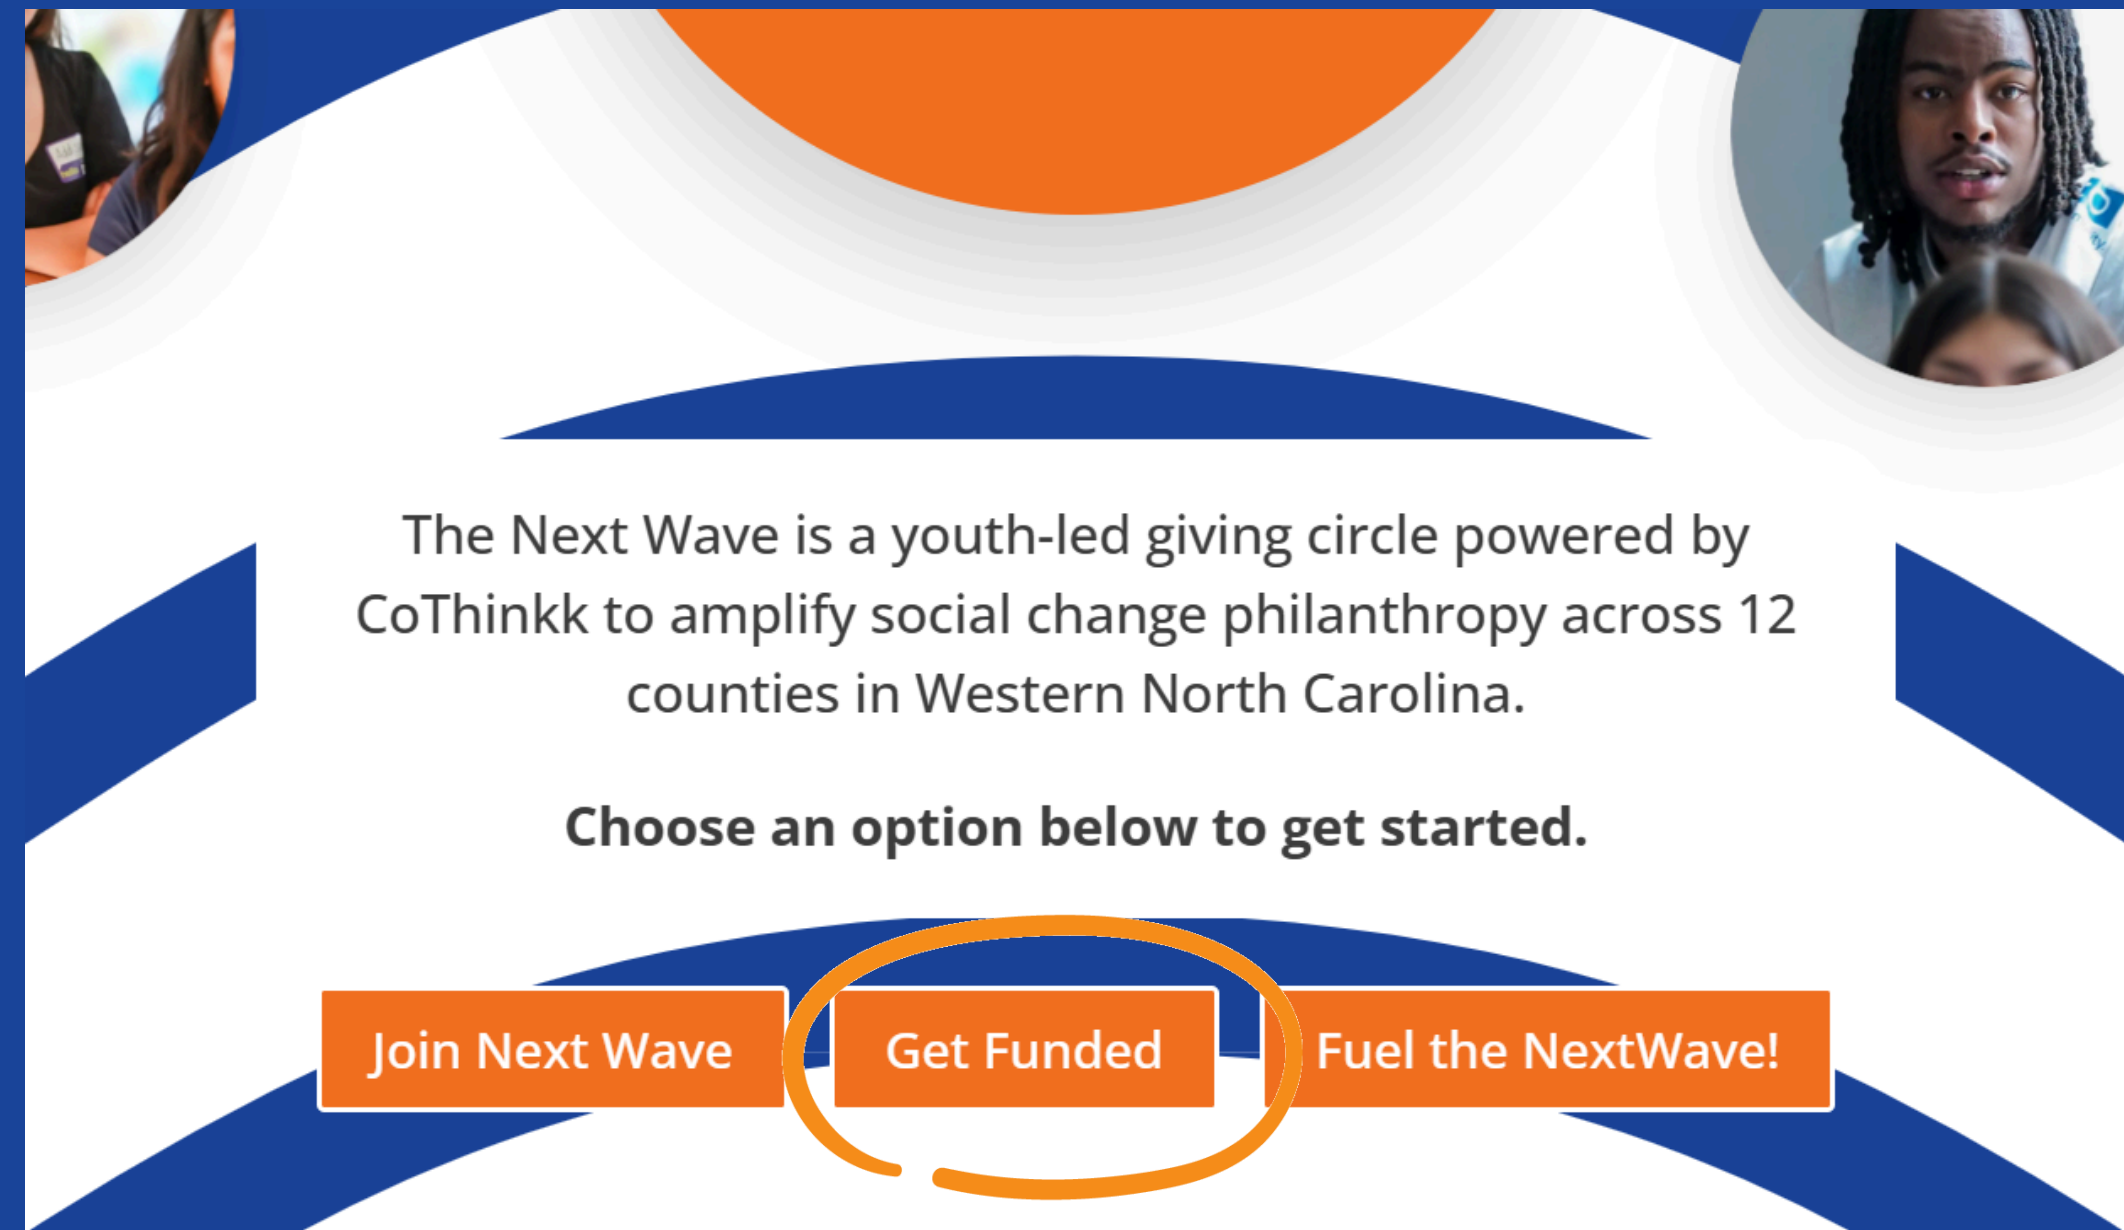 The Next Wave is a youth-led giving circle powered by
CoThinkk to amplify social change philanthropy across 12
counties in Western North Carolina.
Choose an option below to get started.
Join Next Wave
Get Funded
Fuel the NextWave!